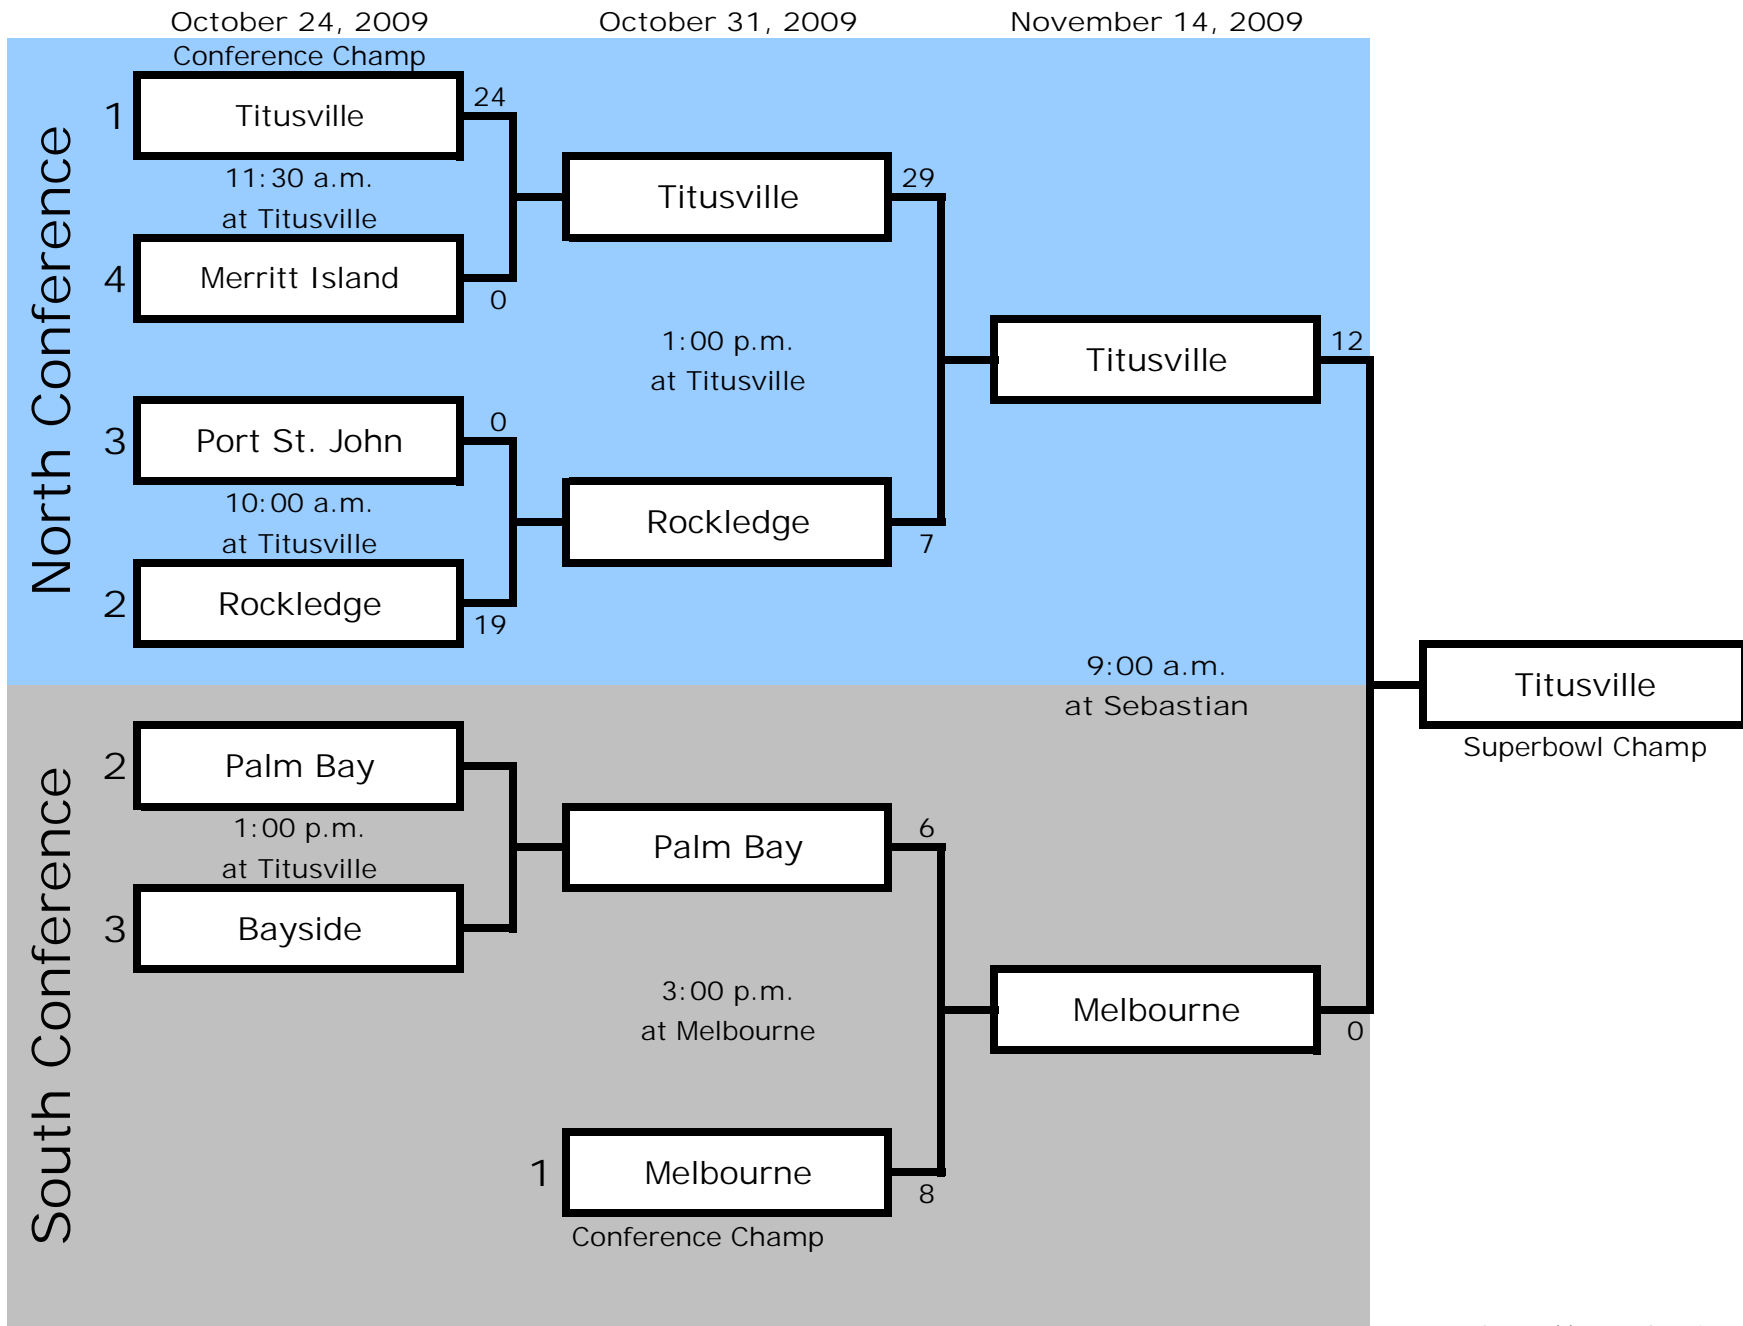 October 24, 2009
October 31, 2009
November 14, 2009
Conference Champ
North Conference
1
Titusville
24
11:30 a.m.
at Titusville
4
Merritt Island
0
Titusville
29
1:00 p.m.
at Titusville
3
Port St. John
0
10:00 a.m.
at Titusville
2
Rockledge
19
Rockledge
7
Titusville
12
9:00 a.m.
at Sebastian
Titusville
Superbowl Champ
South Conference
2
Palm Bay
1:00 p.m.
at Titusville
3
Bayside
Palm Bay
6
3:00 p.m.
at Melbourne
1
Melbourne
8
Conference Champ
Melbourne
0